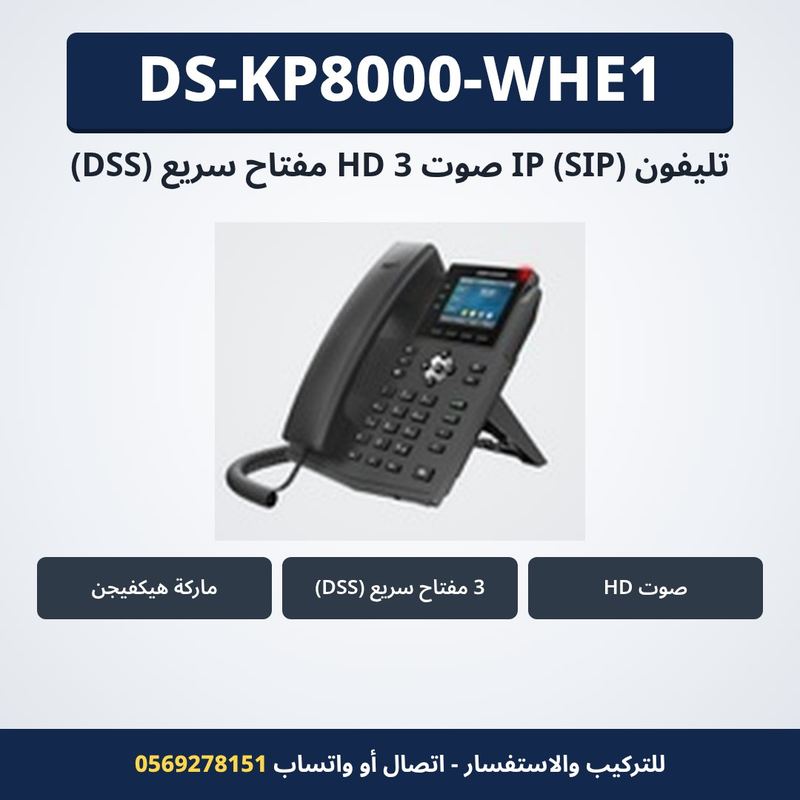 DS-KP8000-WHE1
تليفون IP (SIP) صوت HD 3 مفتاح سريع (DSS)
صوت HD
3 مفتاح سريع (DSS)
ماركة هيكفيجن
للتركيب والاستفسار - اتصال أو واتساب 0569278151